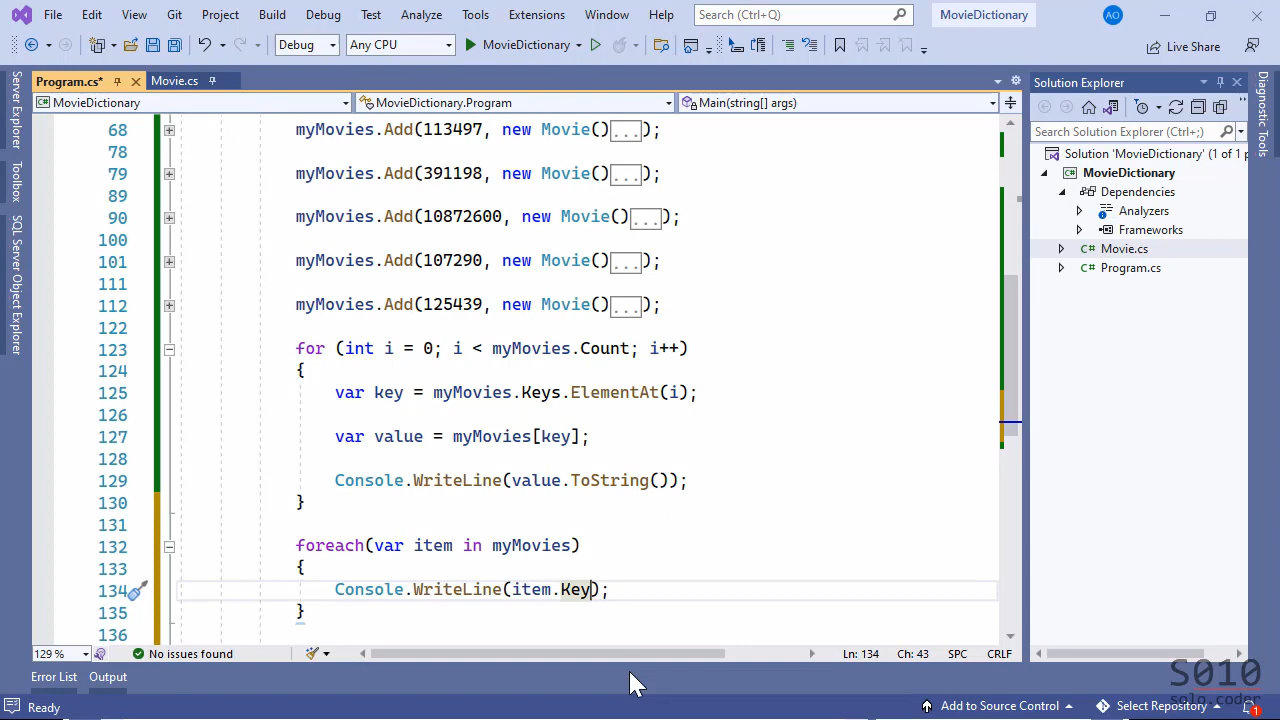 File Edit View Git Project Build Debug Test Analyze Tools Extensions Window Help Search (Ctrl+Q) MovieDictionary AO
Debug Any CPU MovieDictionary Live Share
Program.cs* Movie.cs
MovieDictionary MovieDictionary.Program Main(string[] args)
68 myMovies.Add(113497, new Movie()...);
78
79 myMovies.Add(391198, new Movie()...);
89
90 myMovies.Add(10872600, new Movie()...);
100
101 myMovies.Add(107290, new Movie()...);
111
112 myMovies.Add(125439, new Movie()...);
122
123 for (int i = 0; i < myMovies.Count; i++)
124 {
125 var key = myMovies.Keys.ElementAt(i);
126
127 var value = myMovies[key];
128
129 Console.WriteLine(value.ToString());
130 }
131
132 foreach(var item in myMovies)
133 {
134 Console.WriteLine(item.Key);
135 }
136
129 % No issues found Ln: 134 Ch: 43 SPC CRLF
Error List Output
Ready Add to Source Control Select Repository 1
Server Explorer
Toolbox
SQL Server Object Explorer
Solution Explorer
Search Solution Explorer (Ctrl+;)
Solution 'MovieDictionary' (1 of 1 p
MovieDictionary
Dependencies
Analyzers
Frameworks
C# Movie.cs
C# Program.cs
Diagnostic Tools
S010
solo.coder